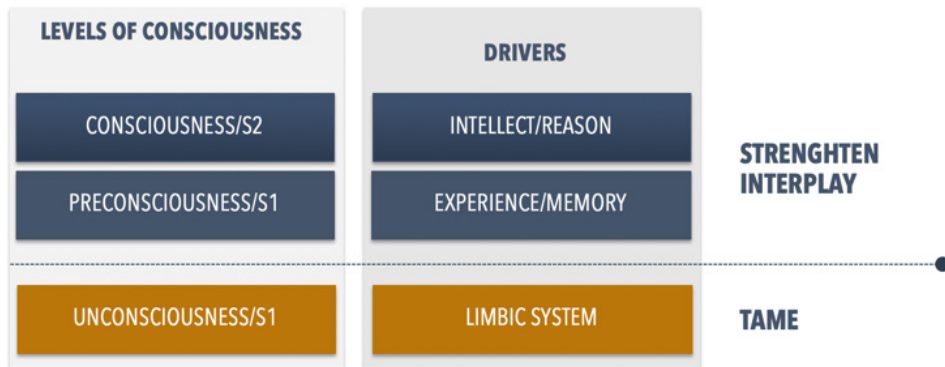 LEVELS OF CONSCIOUSNESS
DRIVERS
CONSCIOUSNESS/S2
INTELLECT/REASON
PRECONSCIOUSNESS/S1
EXPERIENCE/MEMORY
STRENGHTEN
INTERPLAY
UNCONSCIOUSNESS/S1
LIMBIC SYSTEM
TAME